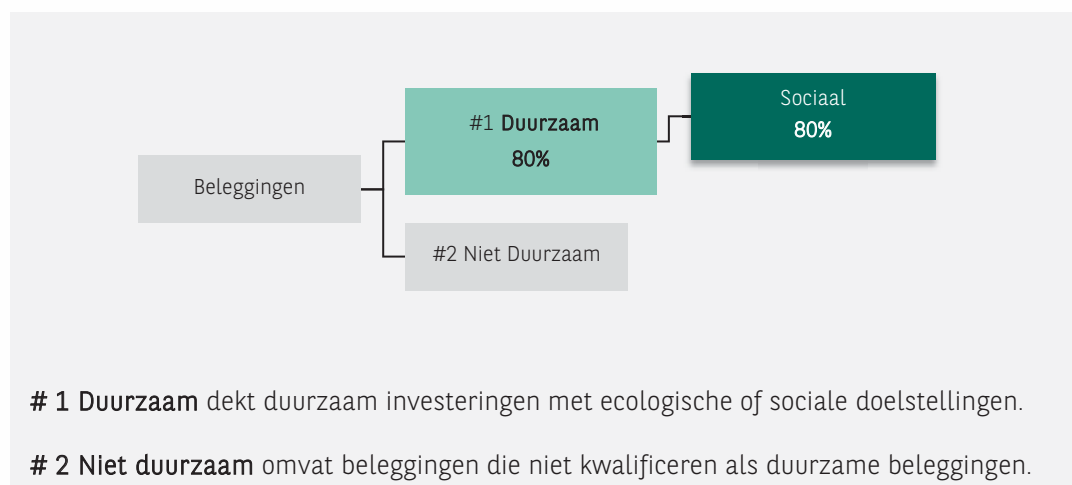 Sociaal
80%
#1 Duurzaam
80%
Beleggingen
#2 Niet Duurzaam
# 1 Duurzaam dekt duurzaam investeringen met ecologische of sociale doelstellingen.
# 2 Niet duurzaam omvat beleggingen die niet kwalificeren als duurzame beleggingen.